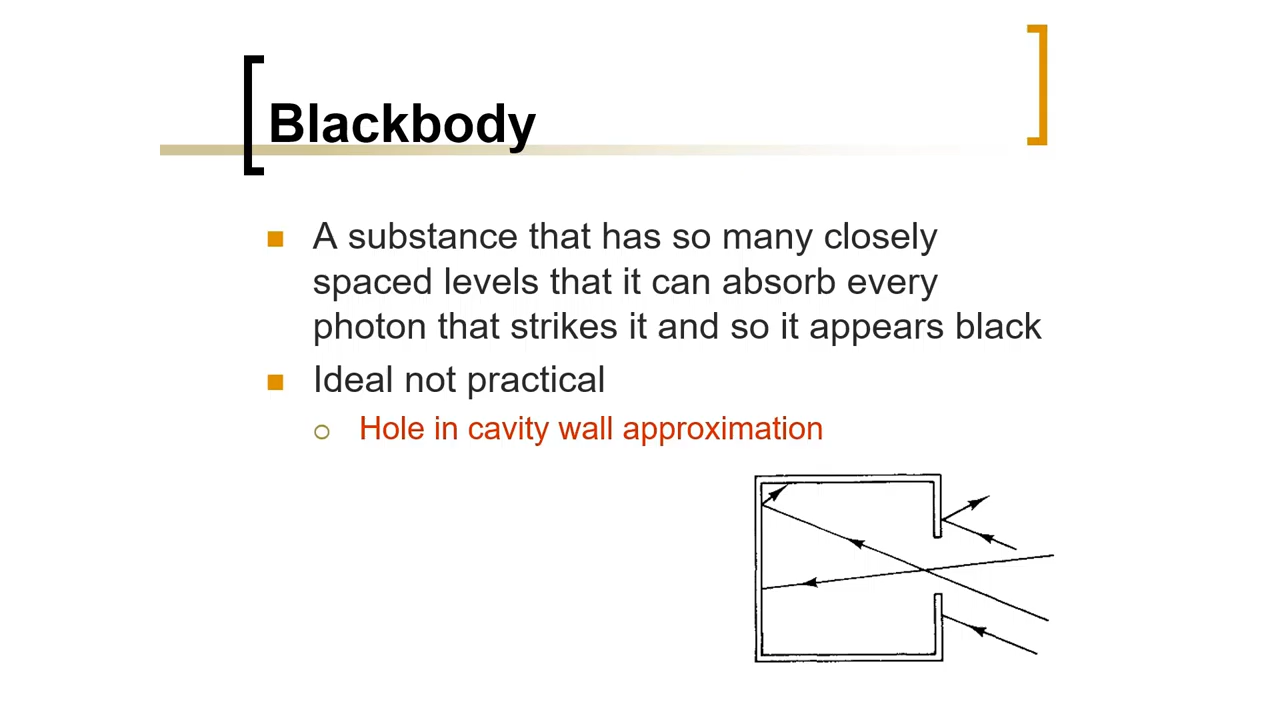 Blackbody
A substance that has so many closely
spaced levels that it can absorb every
photon that strikes it and so it appears black
Ideal not practical
Hole in cavity wall approximation